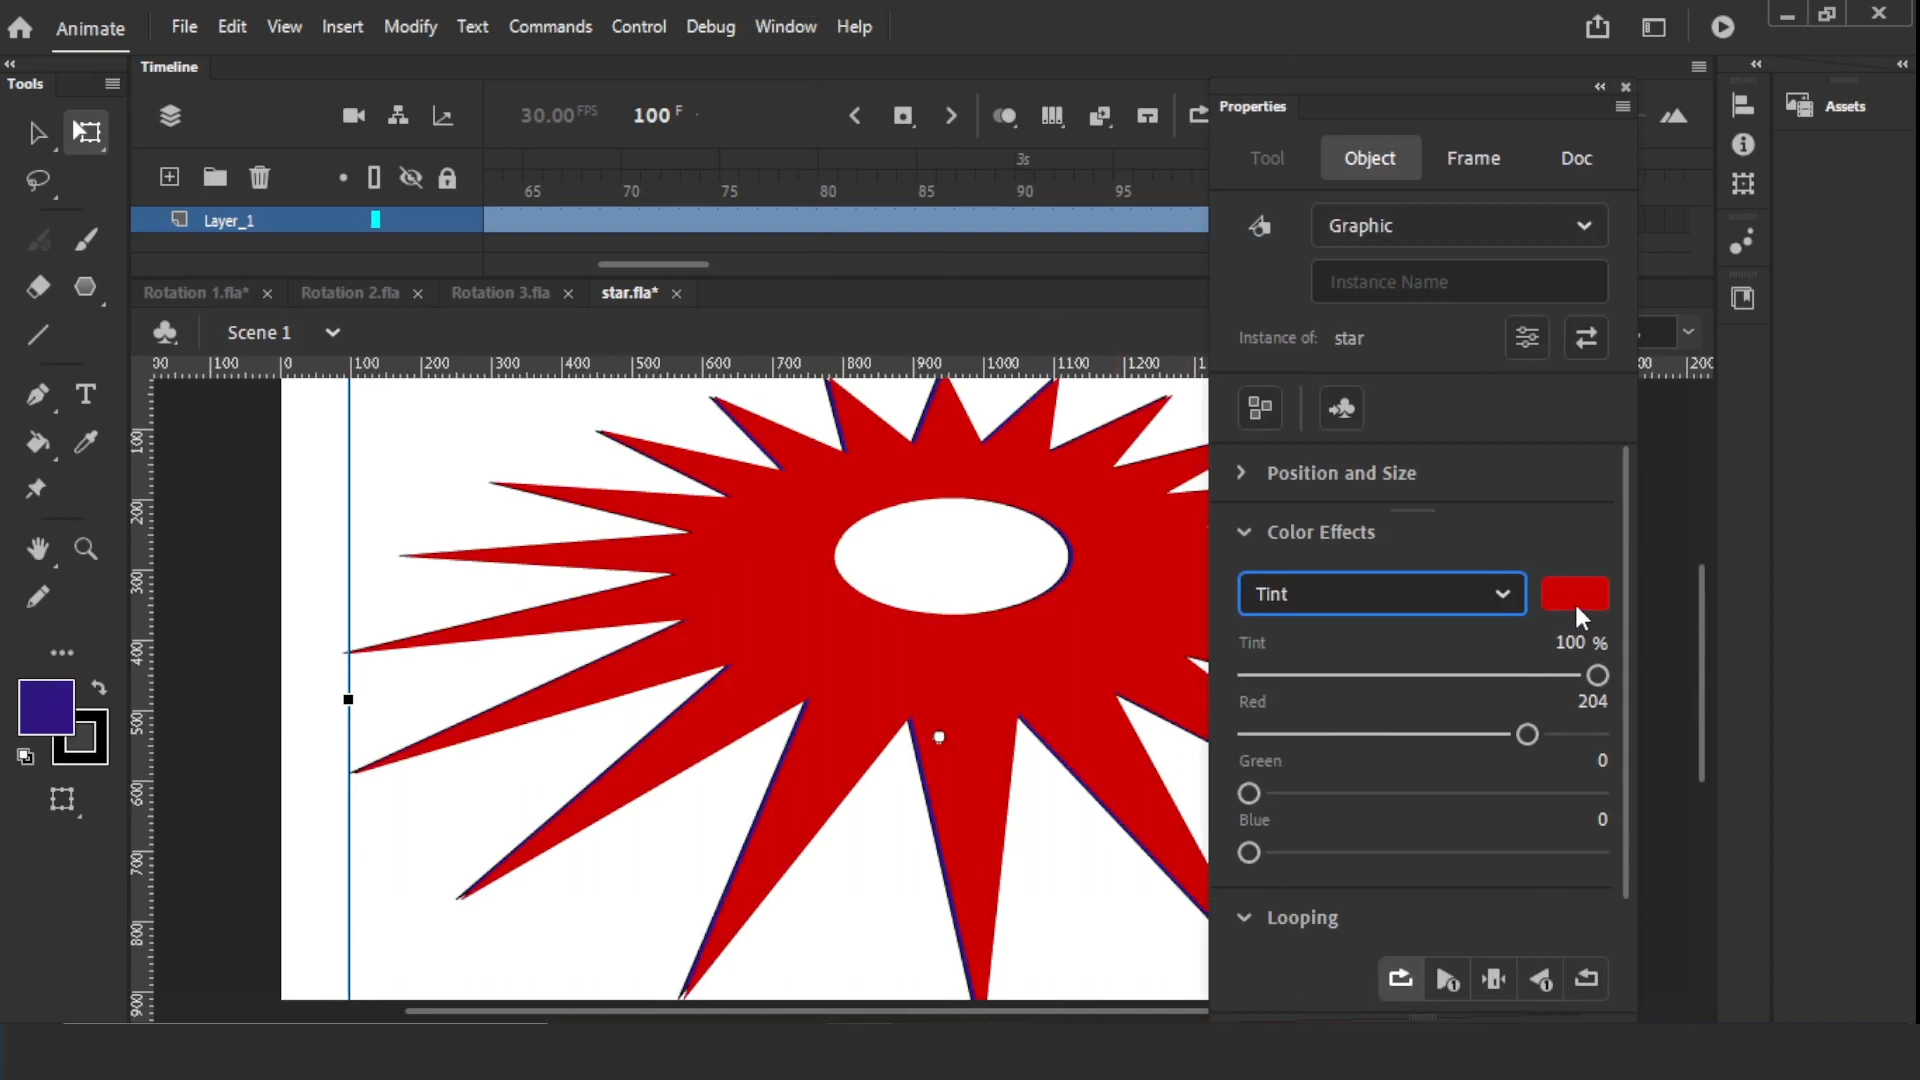 Animate File Edit View Insert Modify Text Commands Control Debug Window Help
Tools
Timeline
30.00 FPS 100 F
3s
65 70 75 80 85 90 95
Layer_1
Rotation 1.fla* Rotation 2.fla Rotation 3.fla star.fla*
Scene 1
100 0 100 200 300 400 500 600 700 800 900 1000 1100 1200
100
200
300
400
500
600
700
800
900
T
Properties
Tool Object Frame Doc
Graphic
Instance Name
Instance of: star
Position and Size
Color Effects
Tint
Tint 100 %
Red 204
Green 0
Blue 0
Looping
Assets